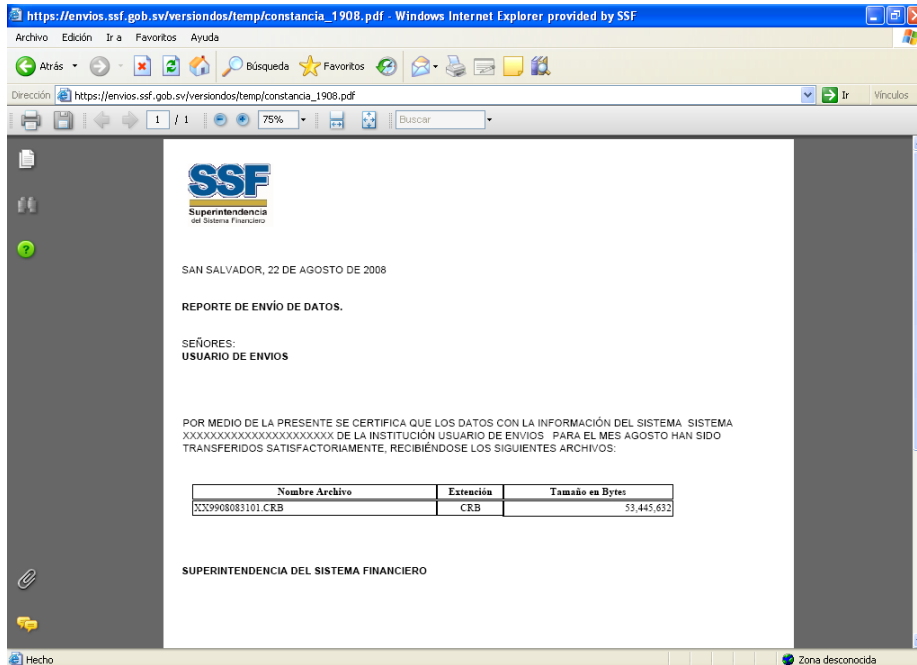 https://envios.ssf.gob.sv/versiondos/temp/constancia_1908.pdf - Windows Internet Explorer provided by SSF
Archivo Edición Ir a Favoritos Ayuda
Atrás Búsqueda Favoritos
Dirección https://envios.ssf.gob.sv/versiondos/temp/constancia_1908.pdf Ir Vínculos
1 / 1 75% Buscar
SSF
Superintendencia
del Sistema Financiero
SAN SALVADOR, 22 DE AGOSTO DE 2008
REPORTE DE ENVÍO DE DATOS.
SEÑORES:
USUARIO DE ENVIOS
POR MEDIO DE LA PRESENTE SE CERTIFICA QUE LOS DATOS CON LA INFORMACIÓN DEL SISTEMA SISTEMA
XXXXXXXXXXXXXXXXXXXXXXX DE LA INSTITUCIÓN USUARIO DE ENVIOS PARA EL MES AGOSTO HAN SIDO
TRANSFERIDOS SATISFACTORIAMENTE, RECIBIÉNDOSE LOS SIGUIENTES ARCHIVOS:
Nombre Archivo Extención Tamaño en Bytes
XX9908083101.CRB CRB 53,445,632
SUPERINTENDENCIA DEL SISTEMA FINANCIERO
Hecho Zona desconocida